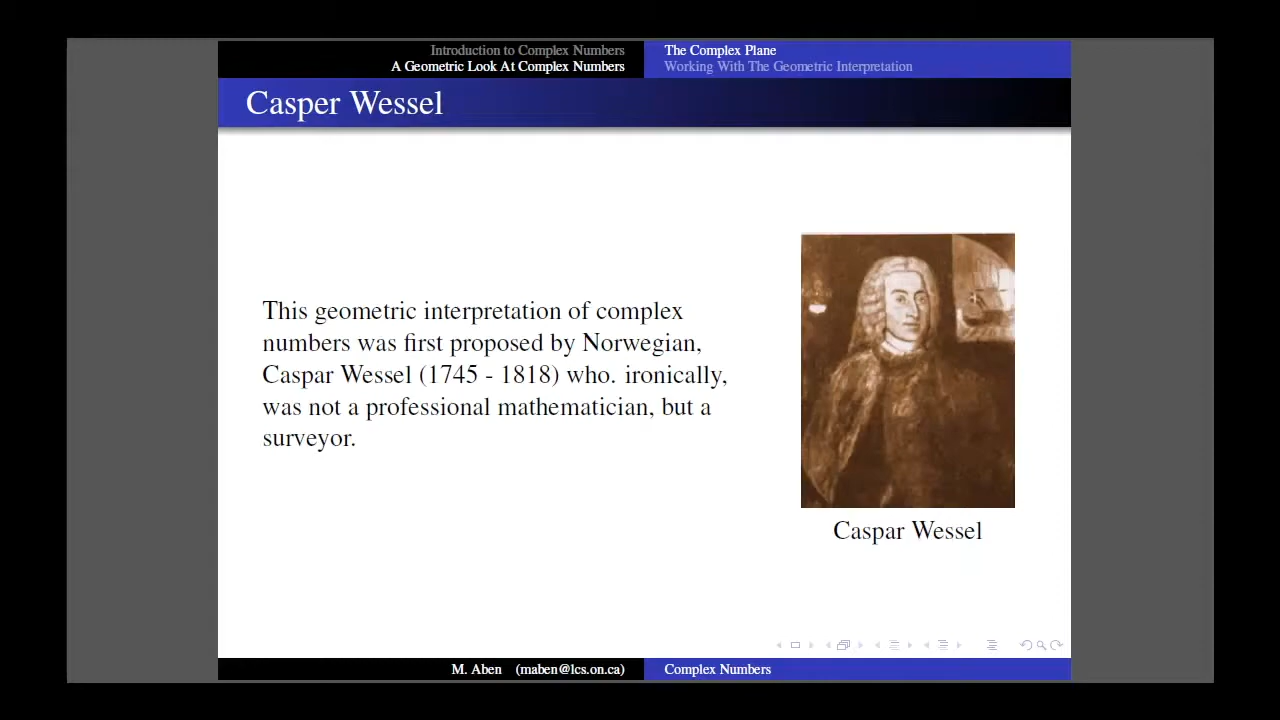 Introduction to Complex Numbers
A Geometric Look At Complex Numbers
The Complex Plane
Working With The Geometric Interpretation
Casper Wessel
This geometric interpretation of complex
numbers was first proposed by Norwegian,
Caspar Wessel (1745 - 1818) who. ironically,
was not a professional mathematician, but a
surveyor.
Caspar Wessel
M. Aben (maben@lcs.on.ca)
Complex Numbers